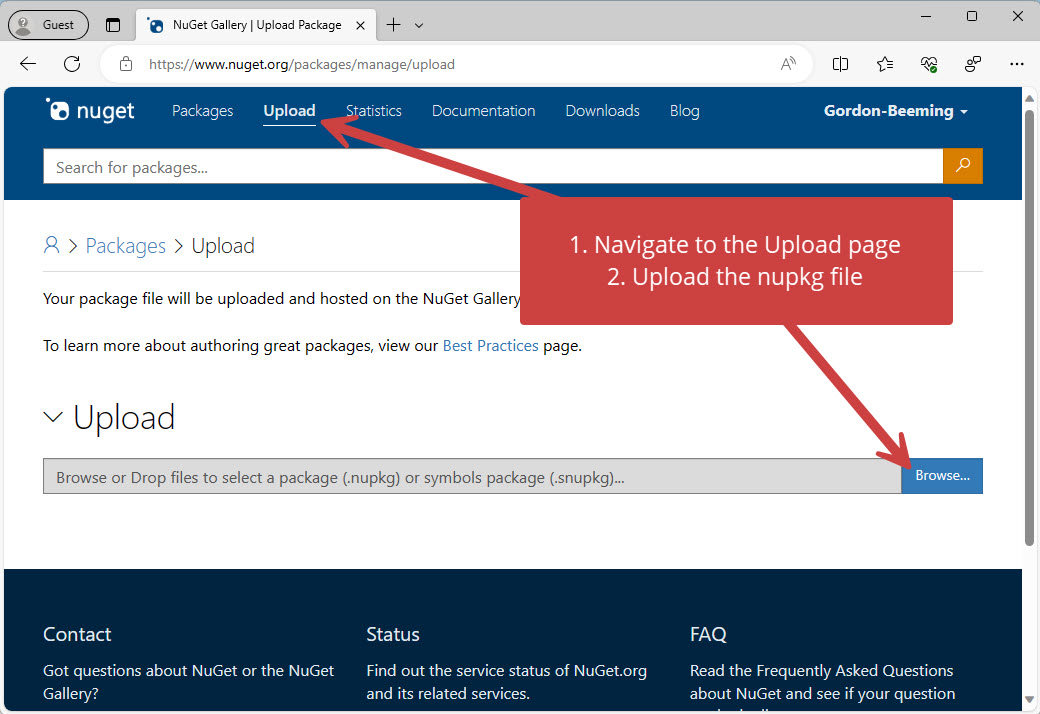 Guest
NuGet Gallery | Upload Package
https://www.nuget.org/packages/manage/upload
nuget
Packages
Upload
Statistics
Documentation
Downloads
Blog
Gordon-Beeming
Search for packages...
1. Navigate to the Upload page
2. Upload the nupkg file
Packages > Upload
Your package file will be uploaded and hosted on the NuGet Gallery
To learn more about authoring great packages, view our Best Practices page.
Upload
Browse or Drop files to select a package (.nupkg) or symbols package (.snupkg)...
Browse...
Contact
Got questions about NuGet or the NuGet
Gallery?
Status
Find out the service status of NuGet.org
and its related services.
FAQ
Read the Frequently Asked Questions
about NuGet and see if your question